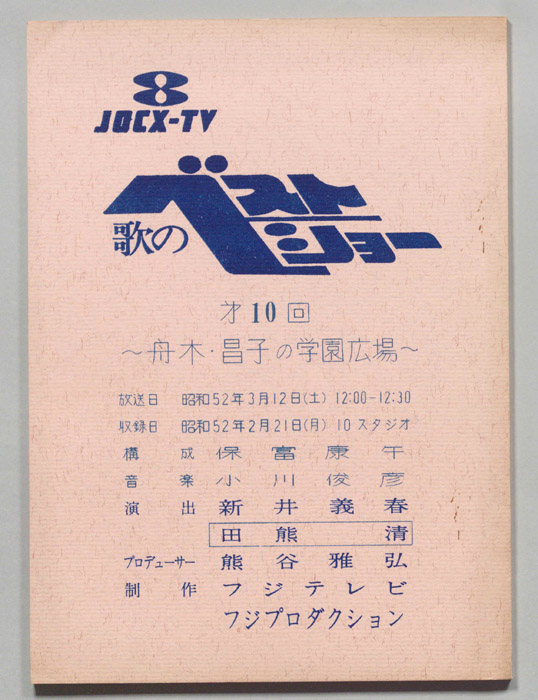 JOCX-TV
歌のベストショー
才10回
～舟木・昌子の学園広場～
放送日 昭和52年3月12日(土) 12:00-12:30
収録日 昭和52年2月21日(月) 10スタジオ
構成 保富康午
音楽 小川俊彦
演出 新井義春
田熊清
プロデューサー 熊谷雅弘
制作 フジテレビ
フジプロダクション